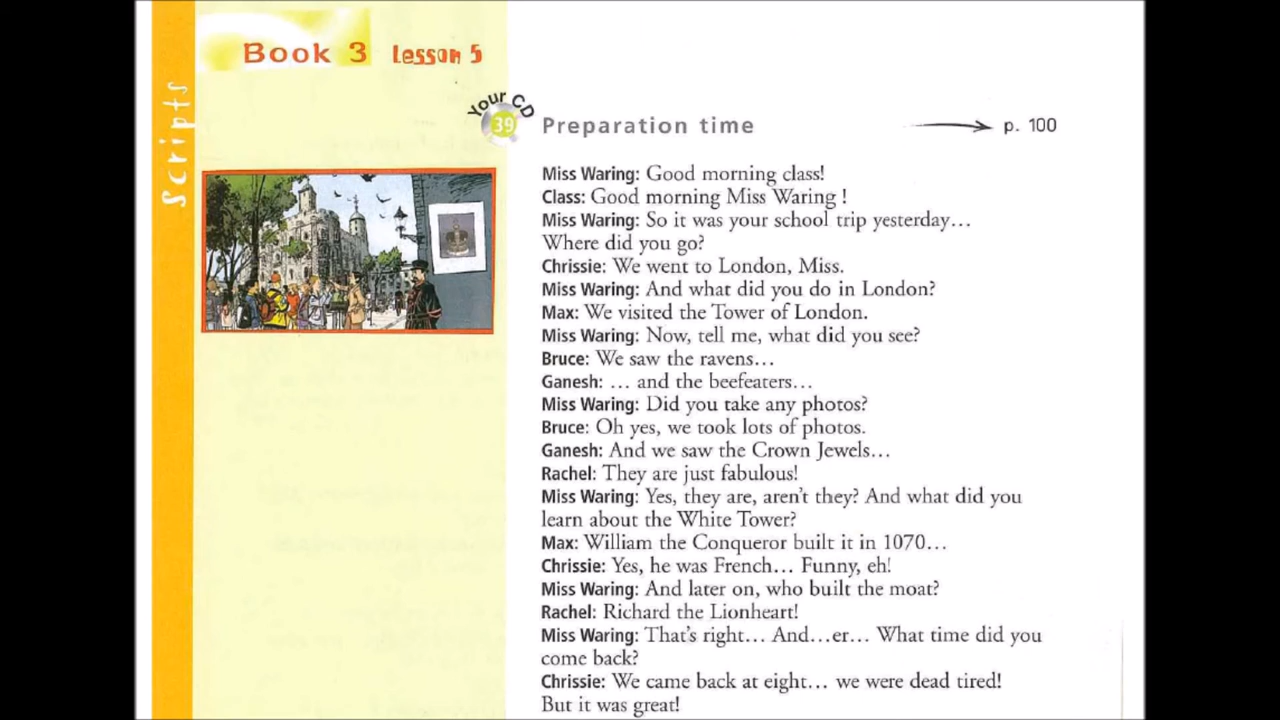 Scripts
Book 3 Lesson 5
Your CD
39
Preparation time p. 100
Miss Waring: Good morning class!
Class: Good morning Miss Waring !
Miss Waring: So it was your school trip yesterday…
Where did you go?
Chrissie: We went to London, Miss.
Miss Waring: And what did you do in London?
Max: We visited the Tower of London.
Miss Waring: Now, tell me, what did you see?
Bruce: We saw the ravens…
Ganesh: … and the beefeaters…
Miss Waring: Did you take any photos?
Bruce: Oh yes, we took lots of photos.
Ganesh: And we saw the Crown Jewels…
Rachel: They are just fabulous!
Miss Waring: Yes, they are, aren't they? And what did you
learn about the White Tower?
Max: William the Conqueror built it in 1070…
Chrissie: Yes, he was French… Funny, eh!
Miss Waring: And later on, who built the moat?
Rachel: Richard the Lionheart!
Miss Waring: That's right… And…er… What time did you
come back?
Chrissie: We came back at eight… we were dead tired!
But it was great!